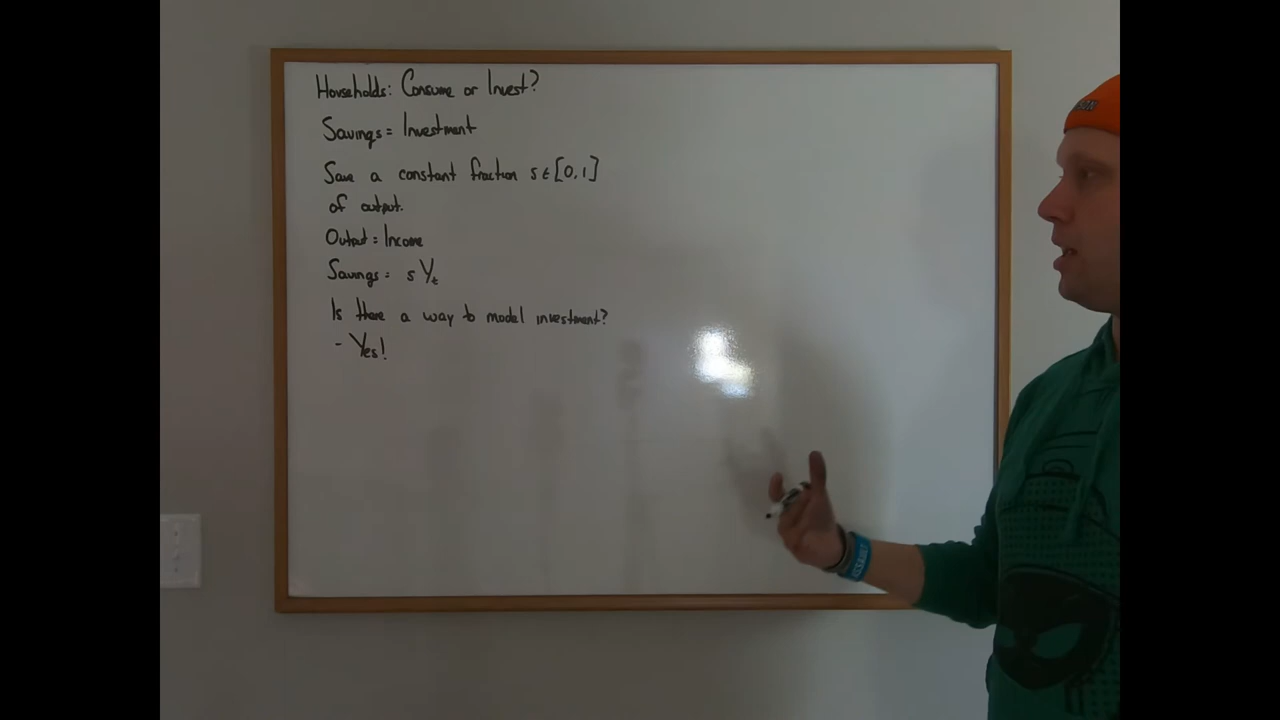 Households: Consume or Invest?
Savings = Investment
Save a constant fraction s ∈ [0,1]
of output.
Output = Income
Savings = s Yₜ
Is there a way to model investment?
- Yes!